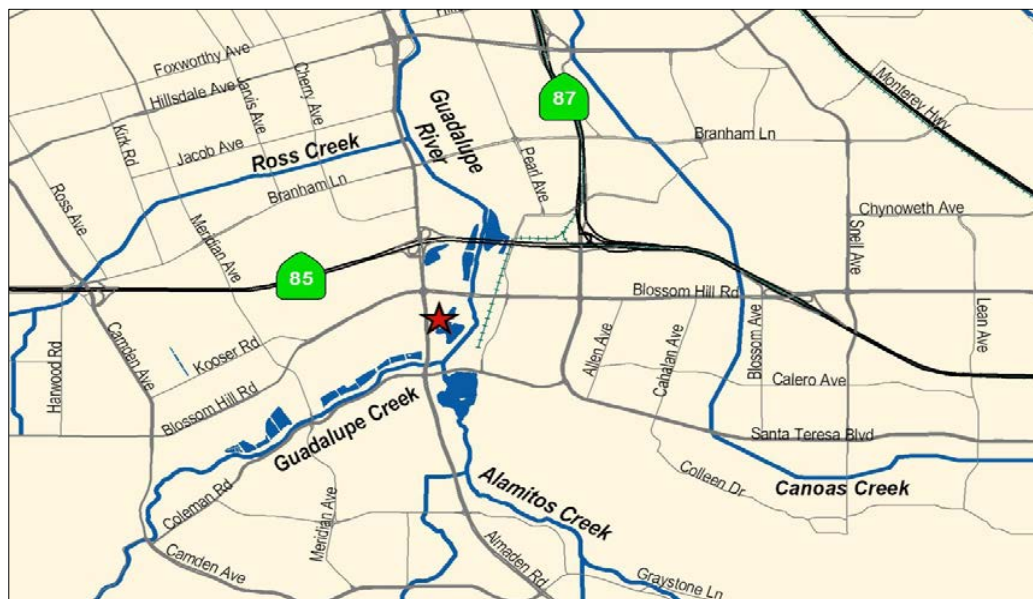 Foxworthy Ave
Hillsdale Ave
Jarvis Ave
Cherry Ave
Kirk Rd
Jacob Ave
Ross Creek
Branham Ln
Ross Ave
Meridian Ave
Guadalupe
River
87
Pearl Ave
Branham Ln
Monterey Hwy
Chynoweth Ave
Snell Ave
85
Blossom Hill Rd
Lean Ave
Harwood Rd
Camden Ave
Kooser Rd
Blossom Hill Rd
Allen Ave
Cahalan Ave
Blossom Ave
Calero Ave
Guadalupe Creek
Santa Teresa Blvd
Colleen Dr
Canoas Creek
Coleman Rd
Meridian Ave
Alamitos Creek
Camden Ave
Almaden Rd
Graystone Ln